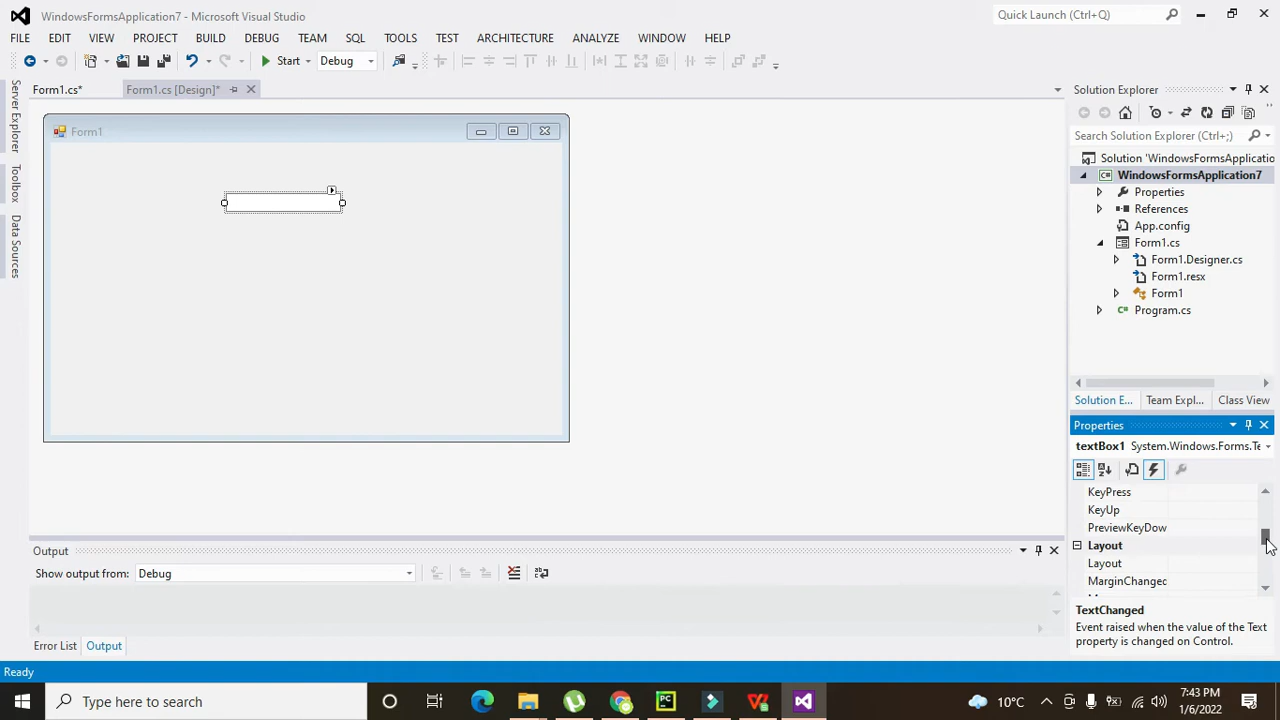 WindowsFormsApplication7 - Microsoft Visual Studio
Quick Launch (Ctrl+Q)
FILE EDIT VIEW PROJECT BUILD DEBUG TEAM SQL TOOLS TEST ARCHITECTURE ANALYZE WINDOW HELP
Start Debug
Server Explorer
Toolbox
Data Sources
Form1.cs* Form1.cs [Design]*
Form1
Solution Explorer
Search Solution Explorer (Ctrl+;)
Solution 'WindowsFormsApplicatio
WindowsFormsApplication7
Properties
References
App.config
Form1.cs
Form1.Designer.cs
Form1.resx
Form1
Program.cs
Solution E... Team Expl... Class View
Properties
textBox1 System.Windows.Forms.Te
KeyPress
KeyUp
PreviewKeyDow
Layout
Layout
MarginChangec
TextChanged
Event raised when the value of the Text
property is changed on Control.
Output
Show output from: Debug
Error List Output
Ready
Type here to search
PC
10°C
7:43 PM
1/6/2022